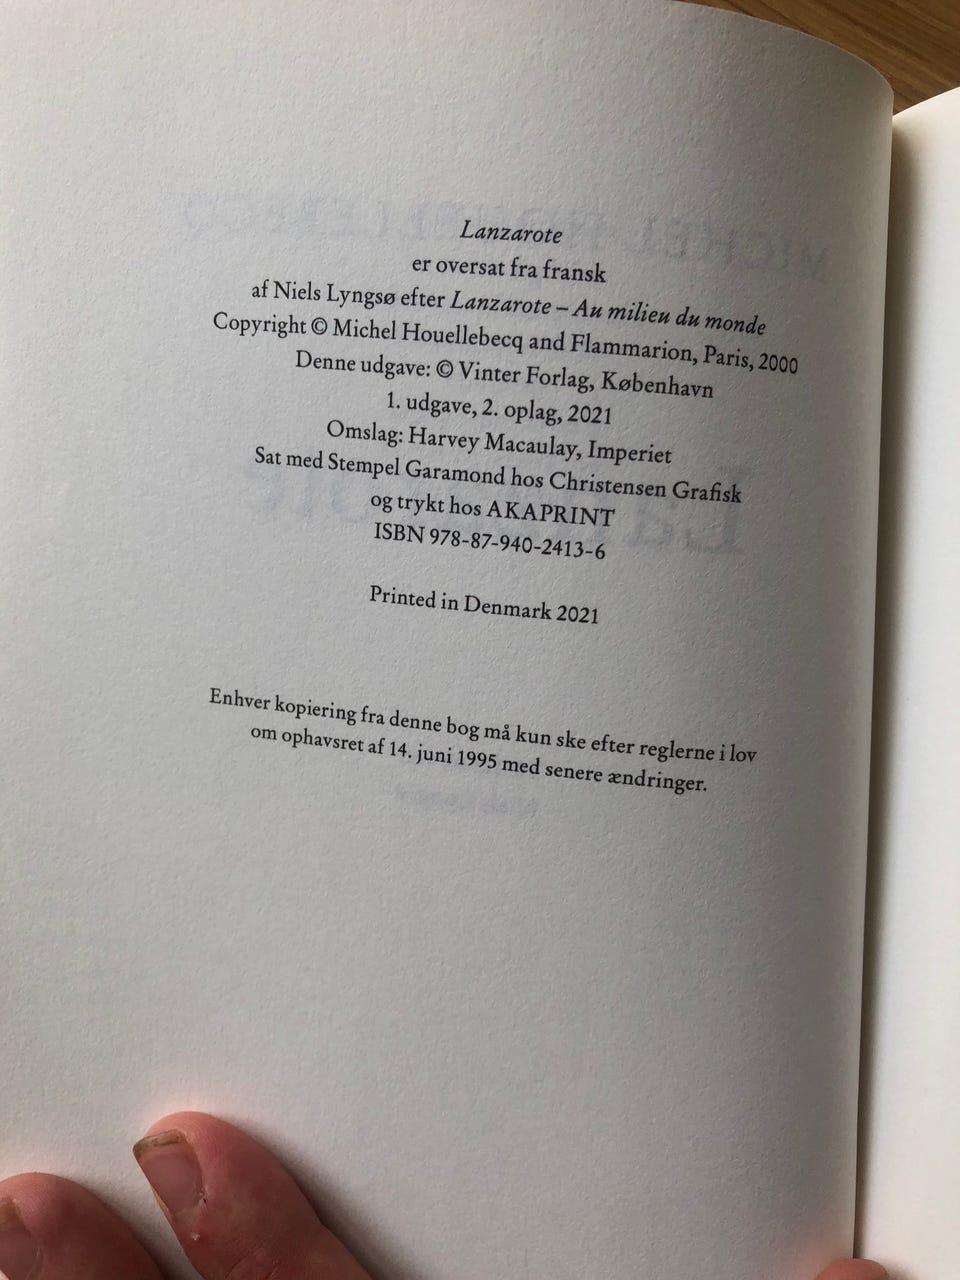 Lanzarote
er oversat fra fransk
af Niels Lyngsø efter Lanzarote – Au milieu du monde
Copyright © Michel Houellebecq and Flammarion, Paris, 2000
Denne udgave: © Vinter Forlag, København
1. udgave, 2. oplag, 2021
Omslag: Harvey Macaulay, Imperiet
Sat med Stempel Garamond hos Christensen Grafisk
og trykt hos AKAPRINT
ISBN 978-87-940-2413-6
Printed in Denmark 2021
Enhver kopiering fra denne bog må kun ske efter reglerne i lov
om ophavsret af 14. juni 1995 med senere ændringer.